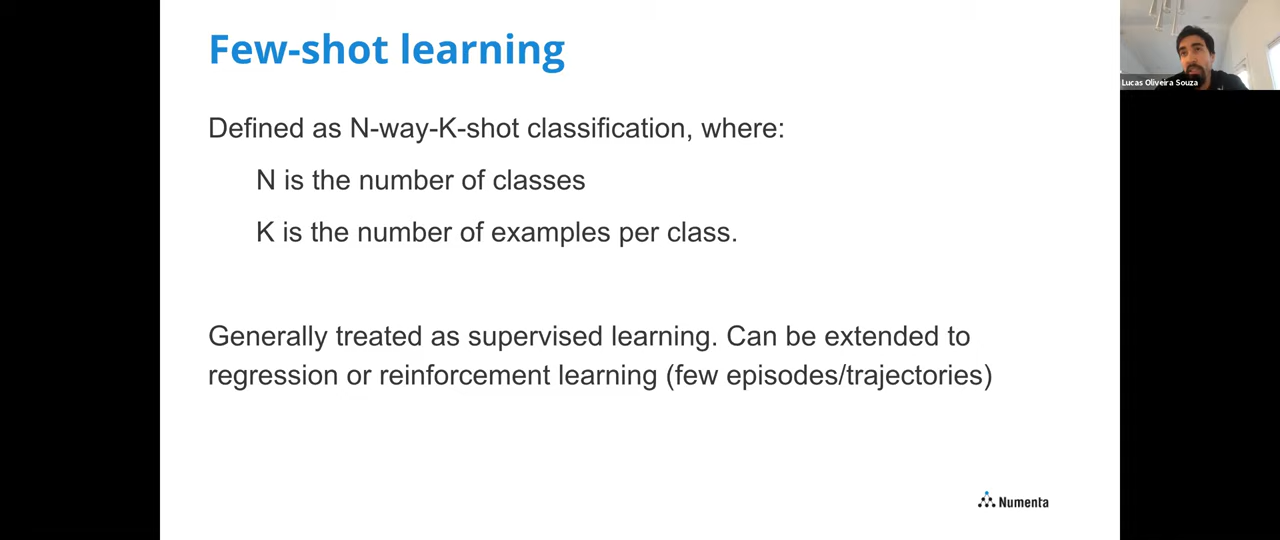 Few-shot learning
Lucas Oliveira Souza
Defined as N-way-K-shot classification, where:
N is the number of classes
K is the number of examples per class.
Generally treated as supervised learning. Can be extended to
regression or reinforcement learning (few episodes/trajectories)
Numenta